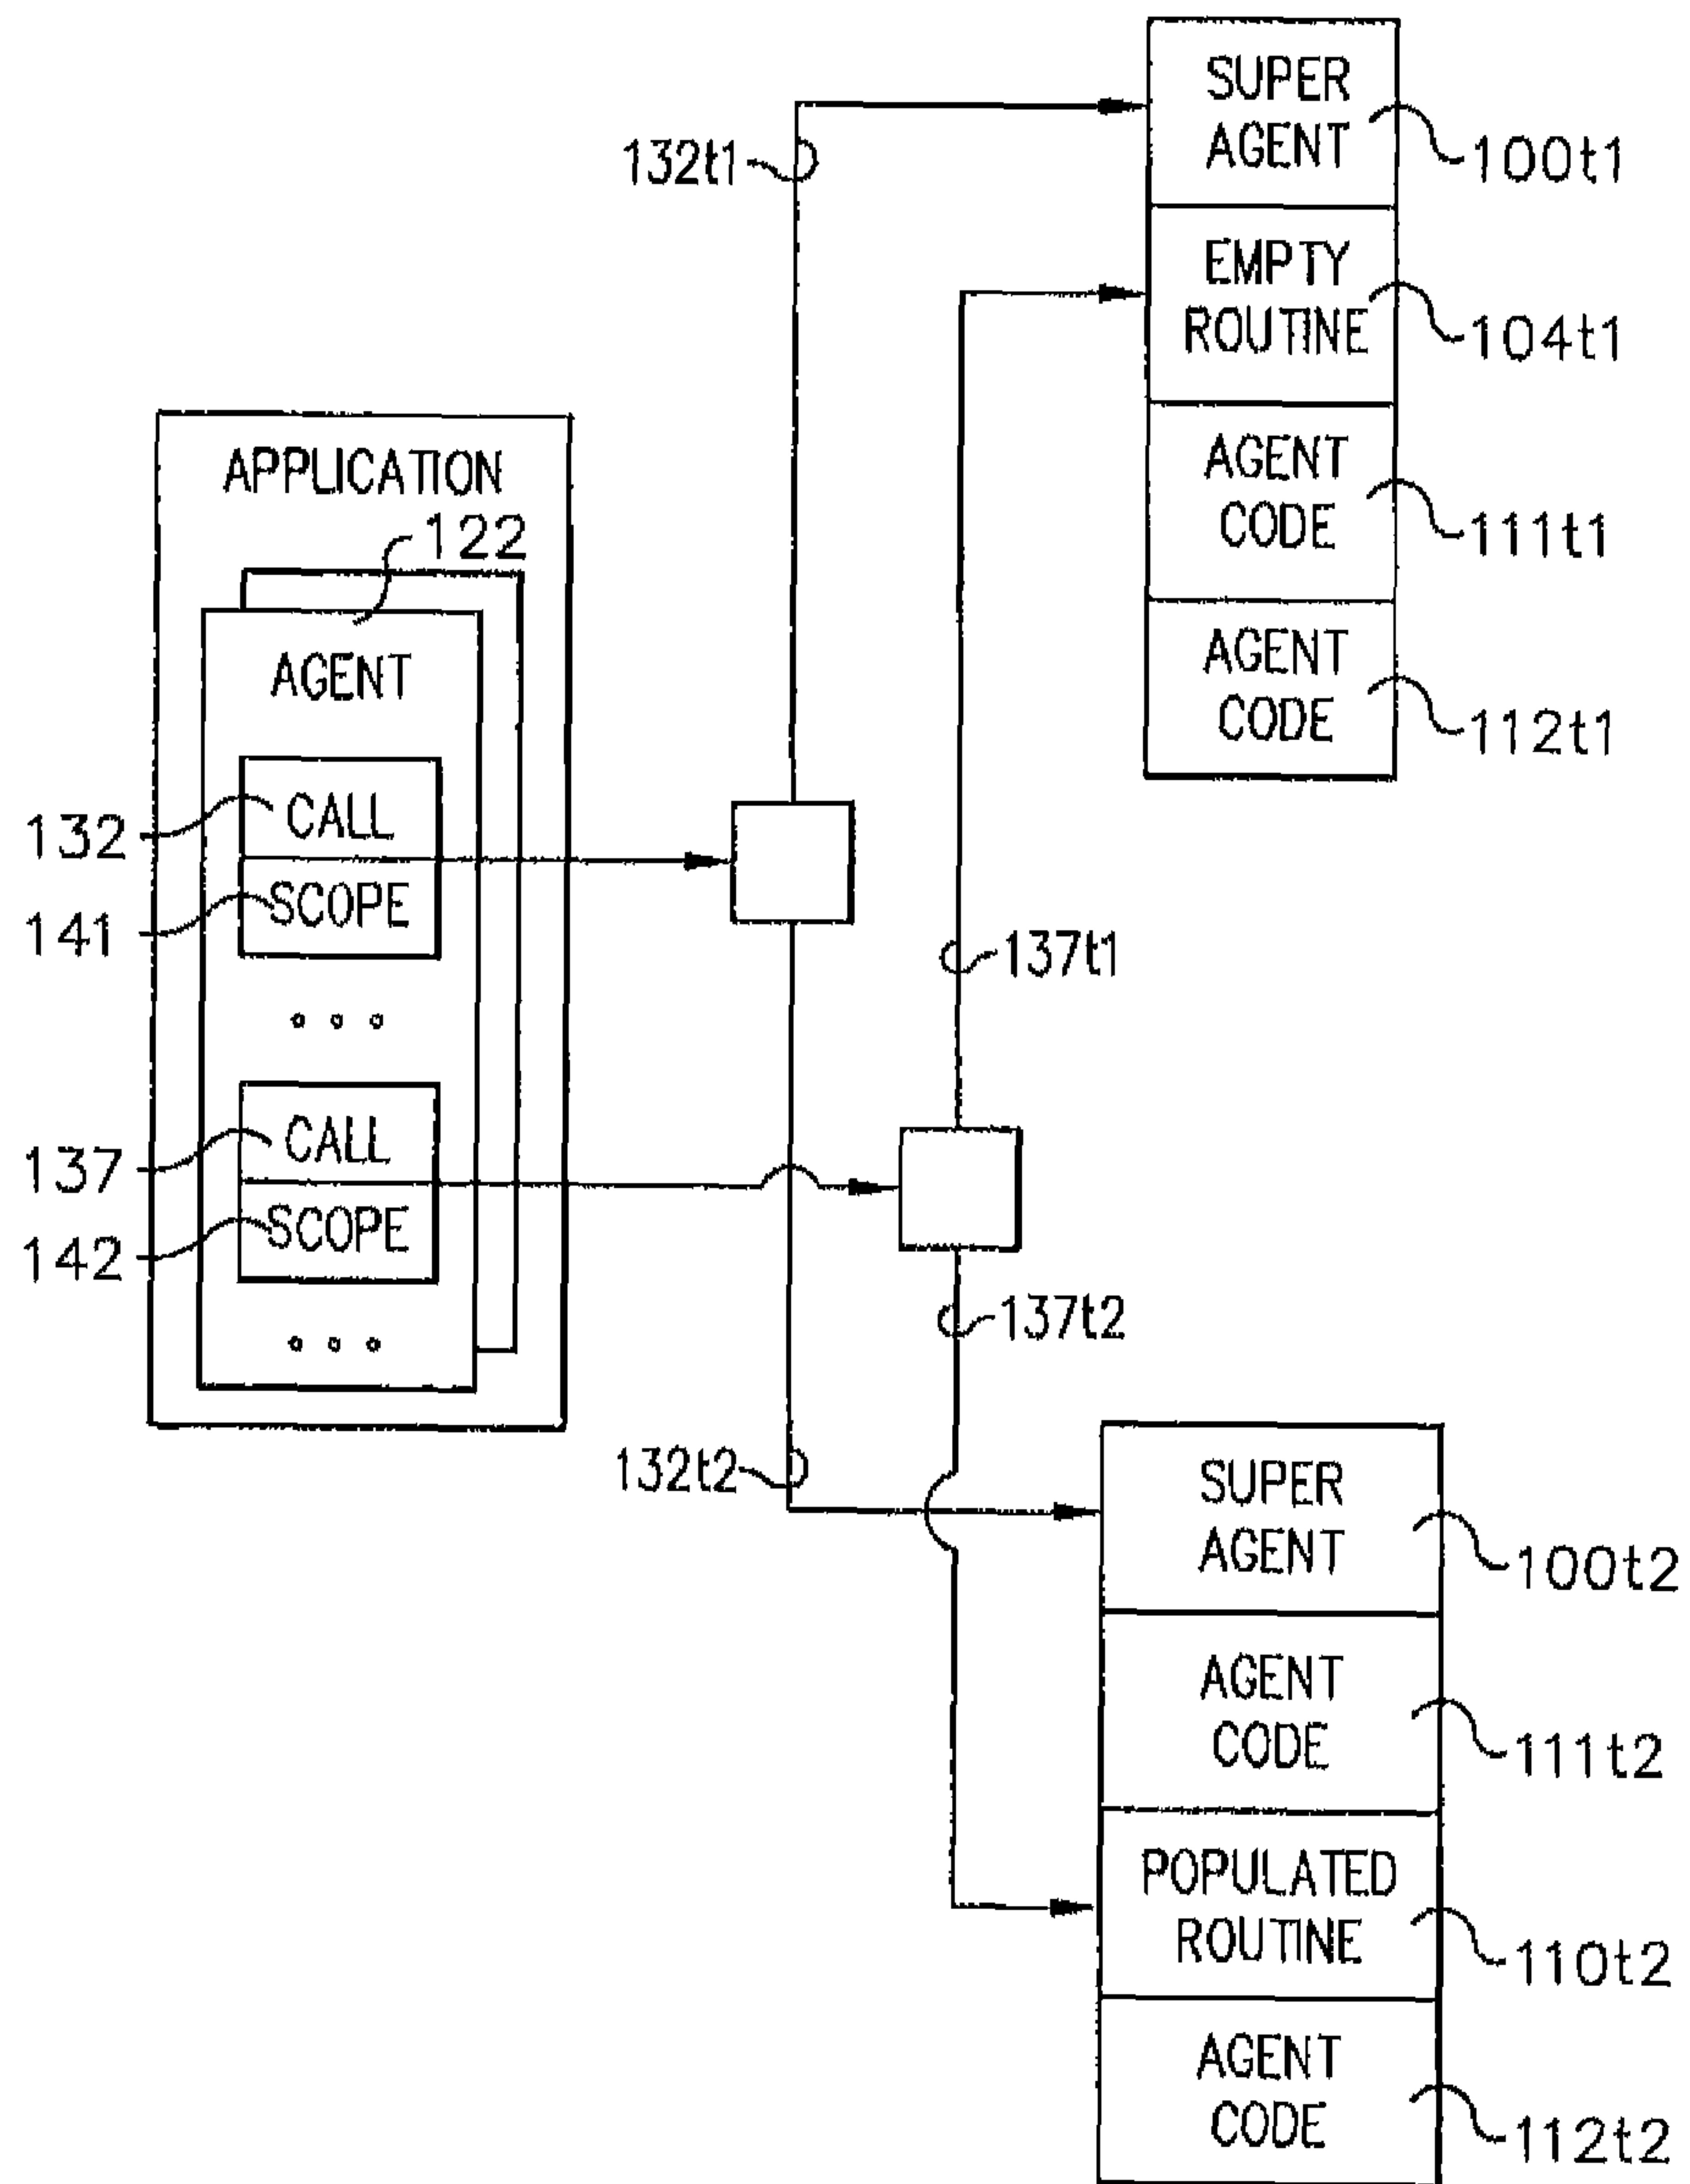 SUPER
AGENT
100t1
132t1
EMPTY
ROUTINE
104t1
AGENT
CODE
111t1
AGENT
CODE
112t1
APPLICATION
122
AGENT
132
CALL
141
SCOPE
137t1
137
CALL
142
SCOPE
137t2
132t2
SUPER
AGENT
100t2
AGENT
CODE
111t2
POPULATED
ROUTINE
110t2
AGENT
CODE
112t2